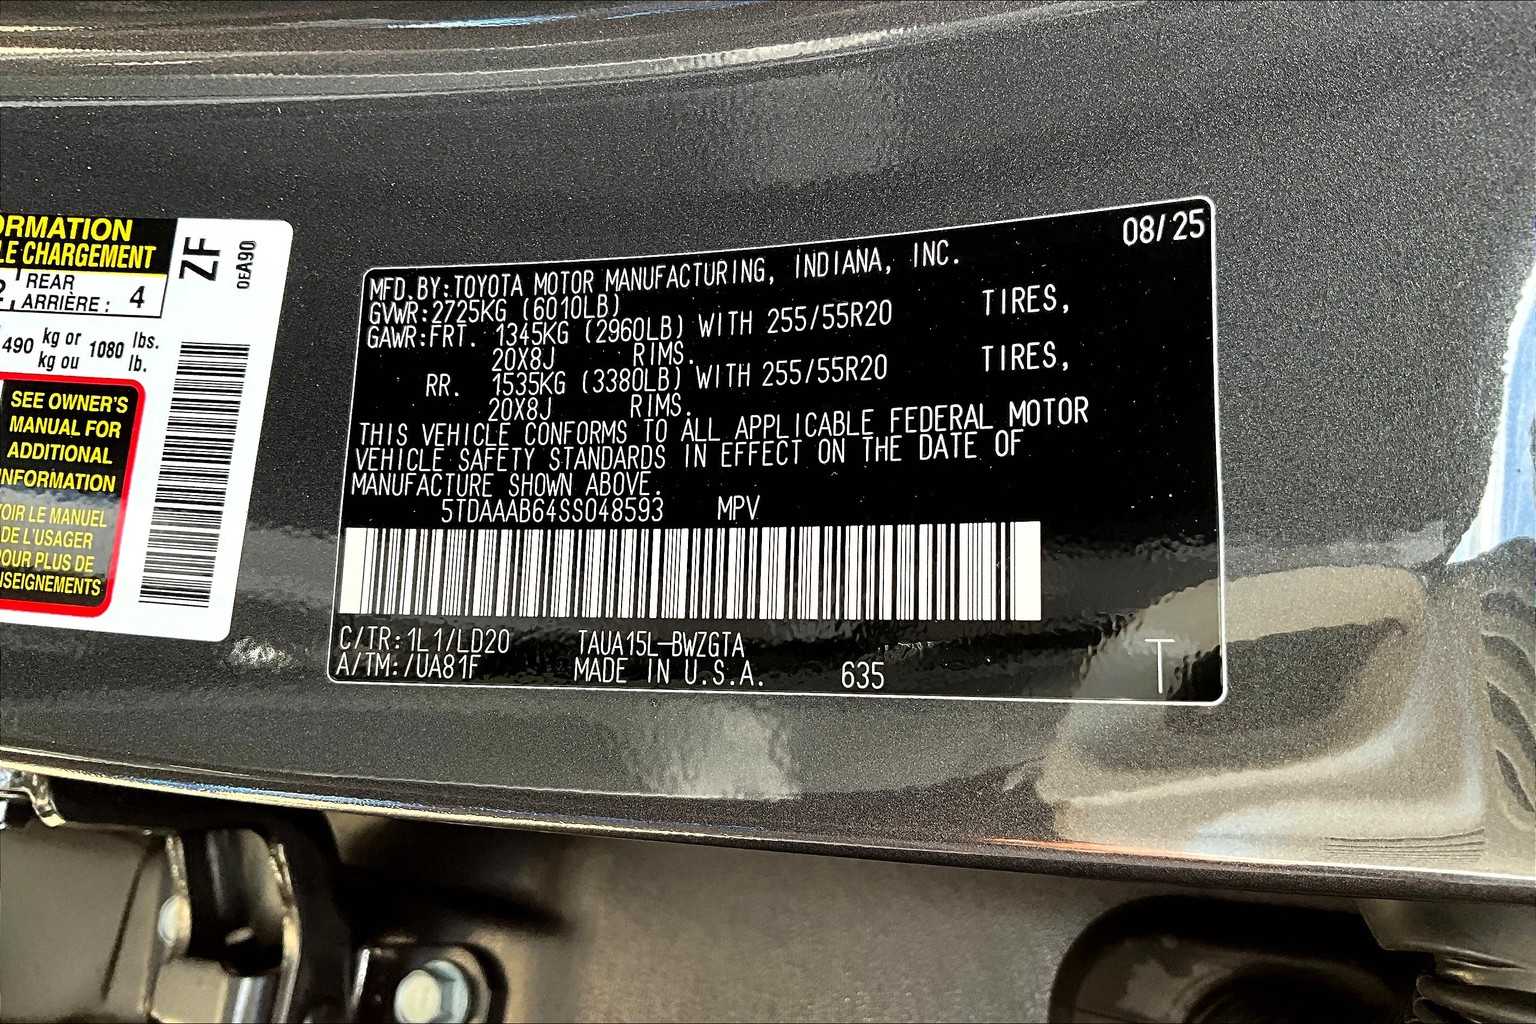 ORMATION
LE CHARGEMENT
REAR
ARRIÈRE : 4
490 kg or 1080 lbs.
kg ou lb.
SEE OWNER'S
MANUAL FOR
ADDITIONAL
INFORMATION
VOIR LE MANUEL
DE L'USAGER
POUR PLUS DE
NSEIGNEMENTS
ZF
0EA90
08/25
MFD.BY:TOYOTA MOTOR MANUFACTURING, INDIANA, INC.
GVWR:2725KG (6010LB)
GAWR:FRT. 1345KG (2960LB) WITH 255/55R20 TIRES,
20X8J RIMS.
RR. 1535KG (3380LB) WITH 255/55R20 TIRES,
20X8J RIMS.
THIS VEHICLE CONFORMS TO ALL APPLICABLE FEDERAL MOTOR
VEHICLE SAFETY STANDARDS IN EFFECT ON THE DATE OF
MANUFACTURE SHOWN ABOVE.
5TDAAAB64SS048593 MPV
C/TR:1L1/LD20 TAUA15L-BWZGTA
A/TM:/UA81F MADE IN U.S.A. 635 T